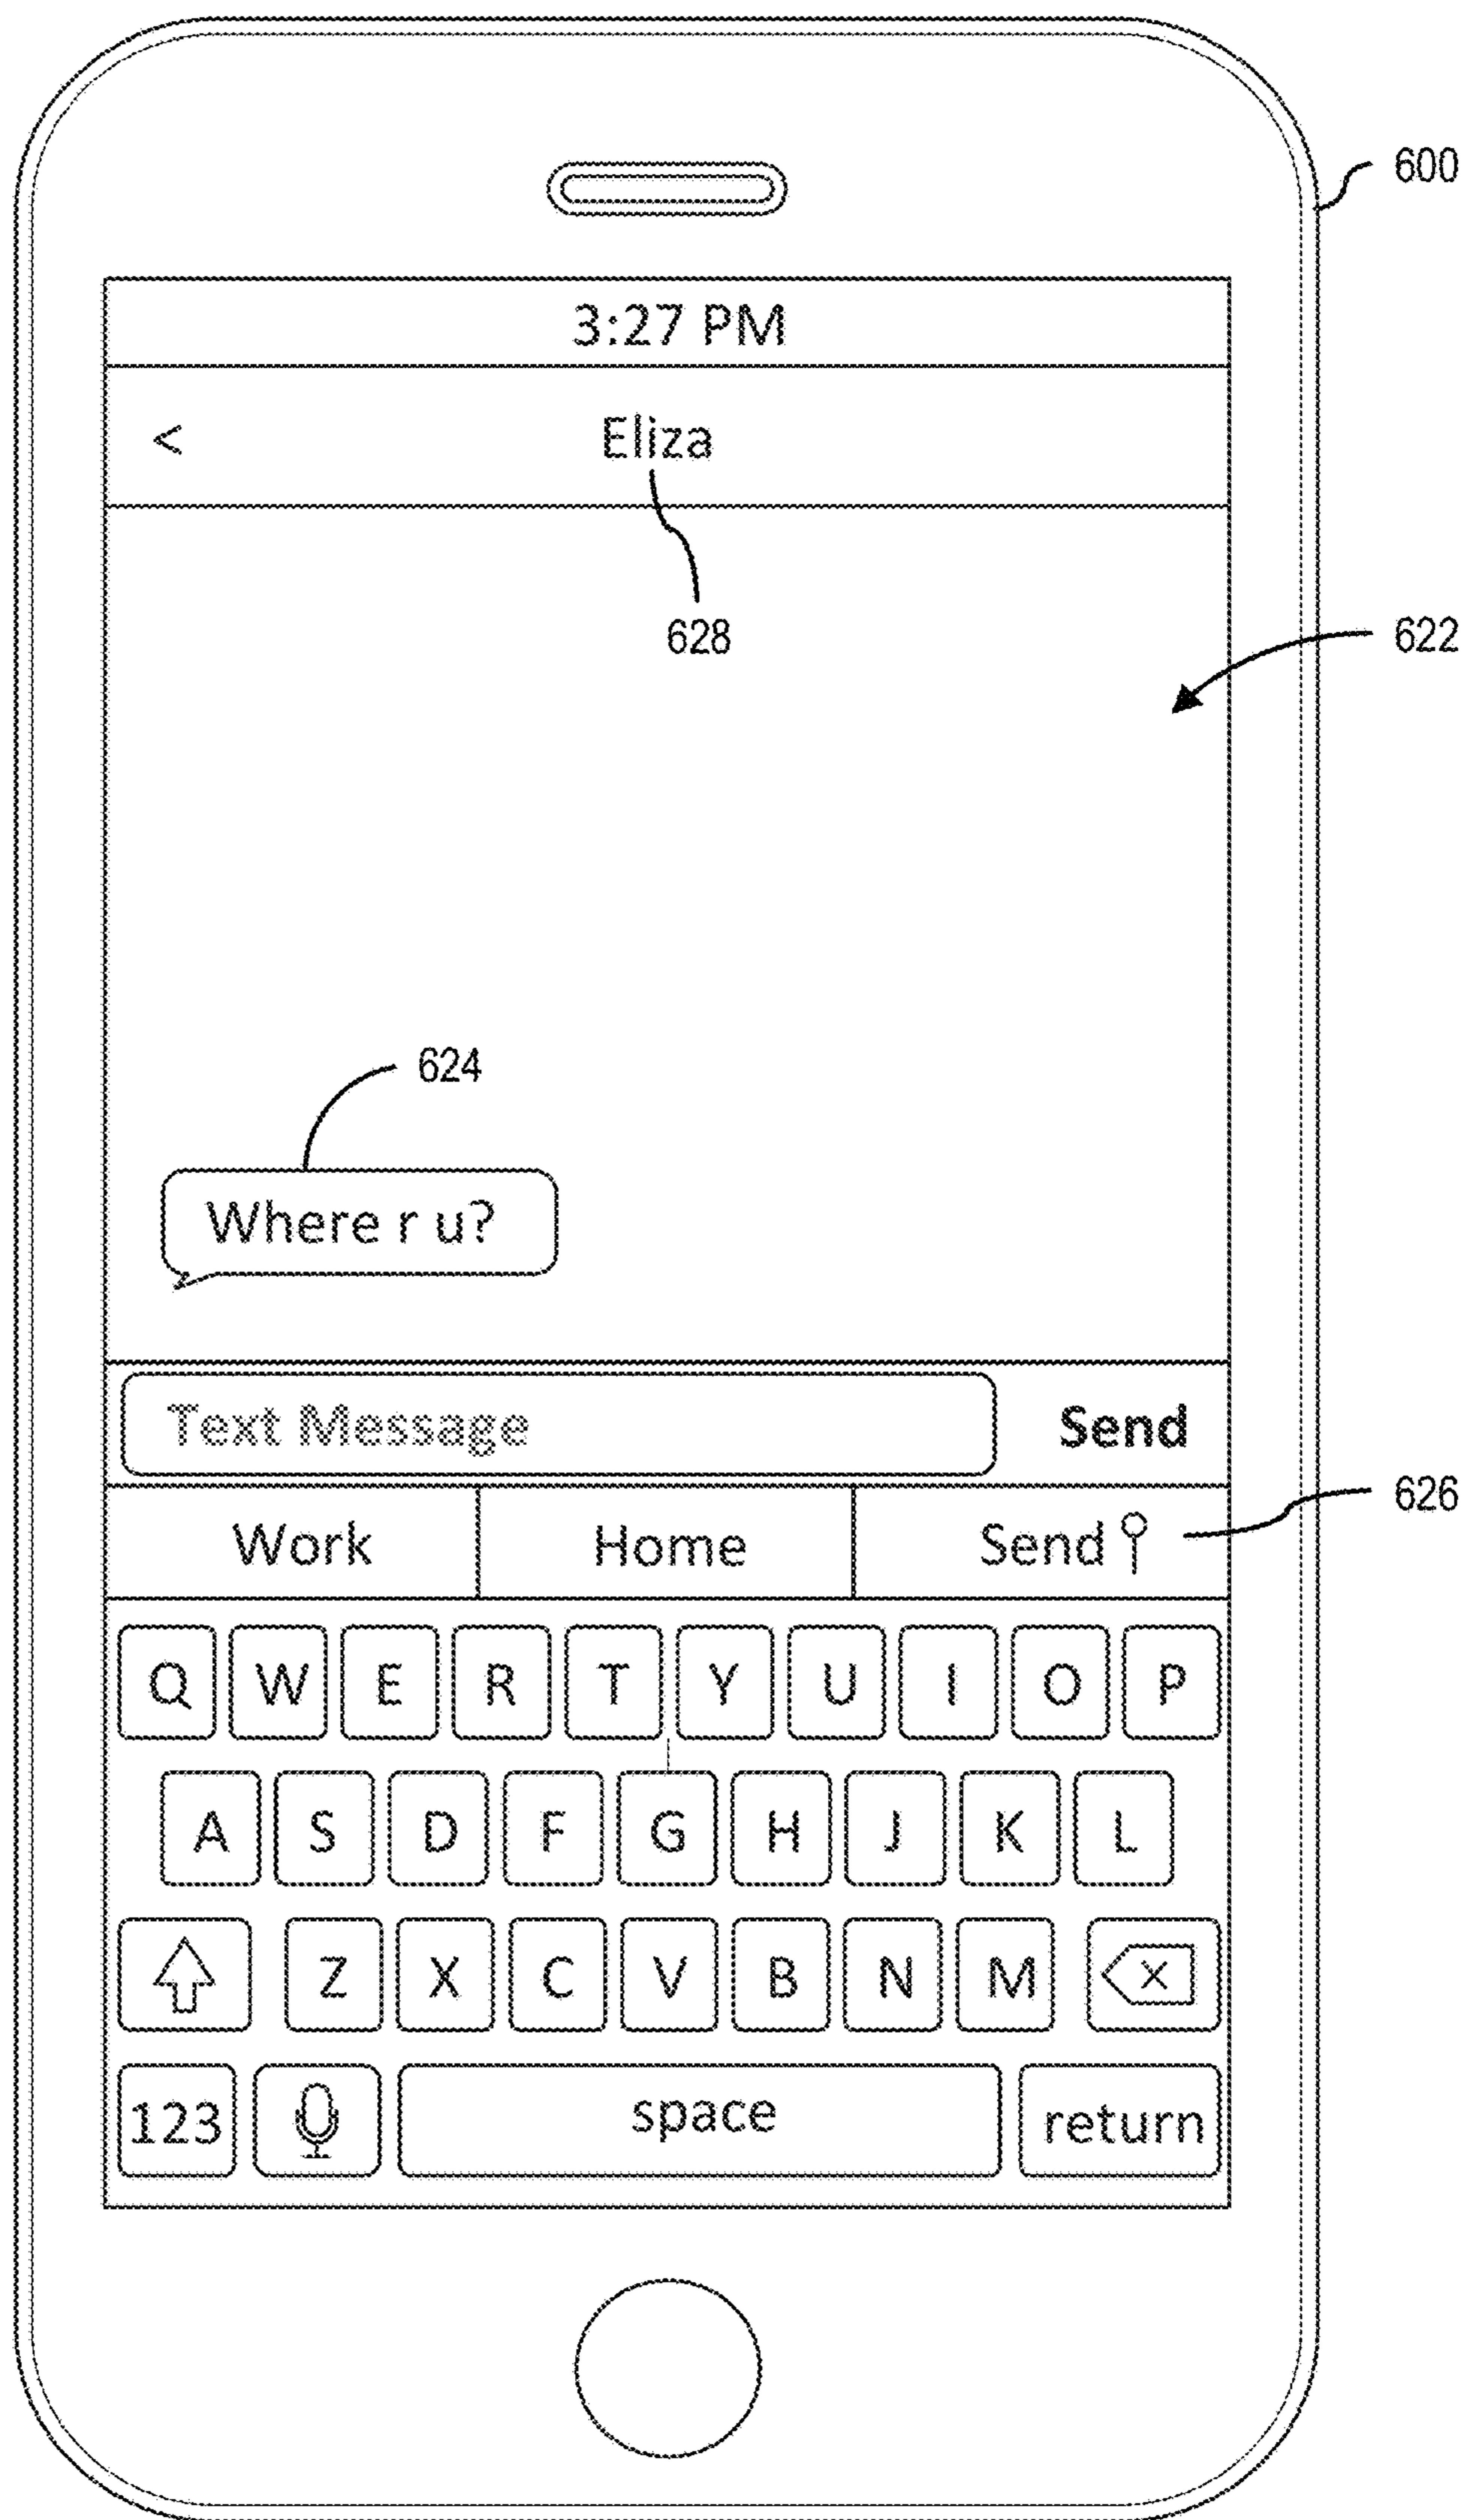 600
3:27 PM
< Eliza
628
622
624
Where r u?
Text Message Send
Work Home Send
626
Q W E R T Y U I O P
A S D F G H J K L
Z X C V B N M X
123 space return